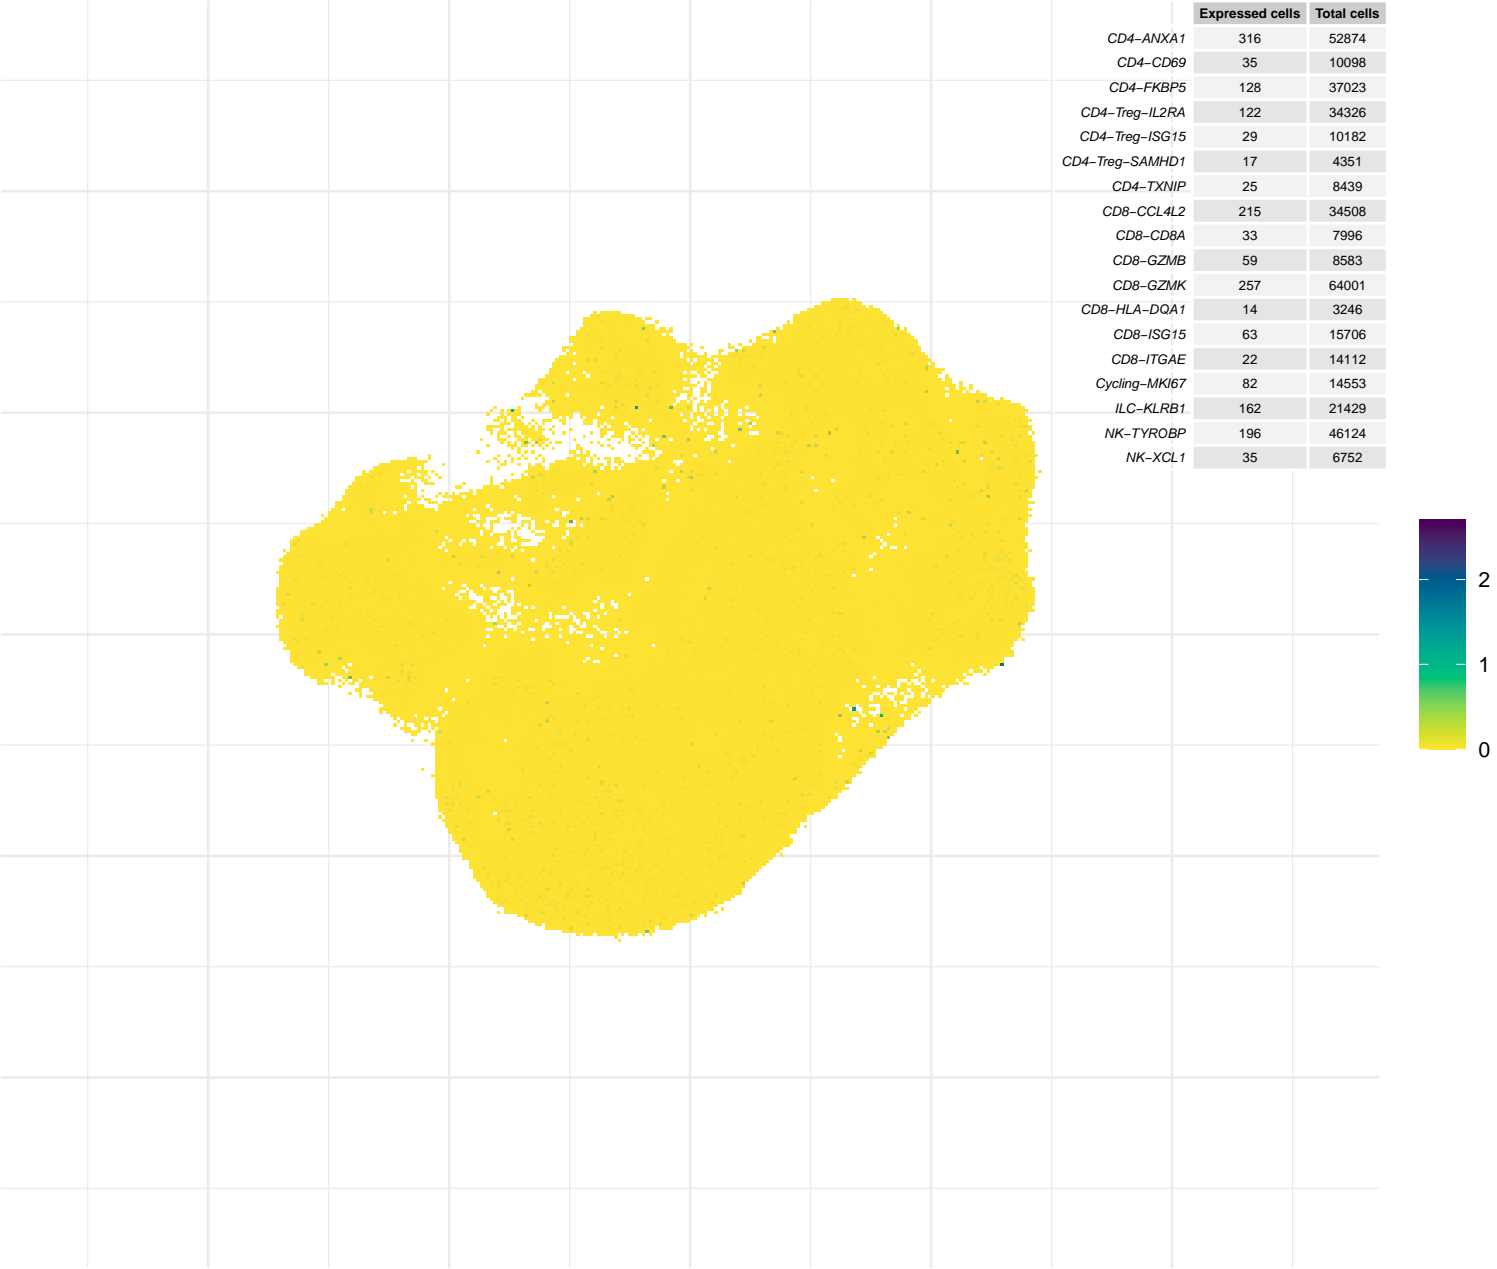 Expressed cells Total cells
CD4−ANXA1 316 52874
CD4−CD69 35 10098
CD4−FKBP5 128 37023
CD4−Treg−IL2RA 122 34326
CD4−Treg−ISG15 29 10182
CD4−Treg−SAMHD1 17 4351
CD4−TXNIP 25 8439
CD8−CCL4L2 215 34508
CD8−CD8A 33 7996
CD8−GZMB 59 8583
CD8−GZMK 257 64001
CD8−HLA−DQA1 14 3246
CD8−ISG15 63 15706
CD8−ITGAE 22 14112
Cycling−MKI67 82 14553
ILC−KLRB1 162 21429
NK−TYROBP 196 46124
NK−XCL1 35 6752
2
1
0